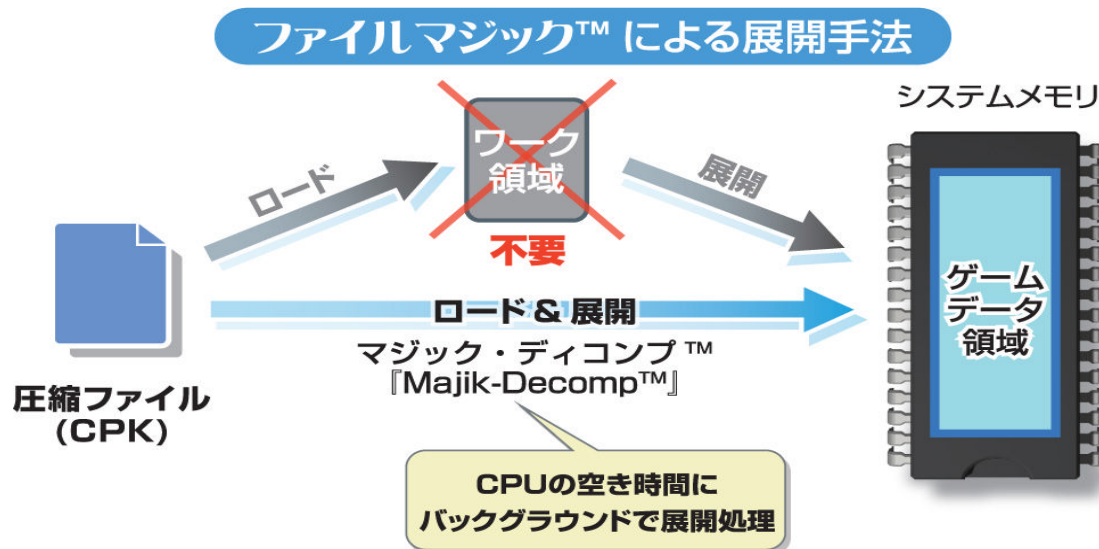 ファイルマジック™ による展開手法
システムメモリ
ワーク
領域
ロード
展開
不要
ゲーム
データ
領域
ロード & 展開
マジック・ディコンプ ™
『Majik-Decomp™』
圧縮ファイル
(CPK)
CPUの空き時間に
バックグラウンドで展開処理